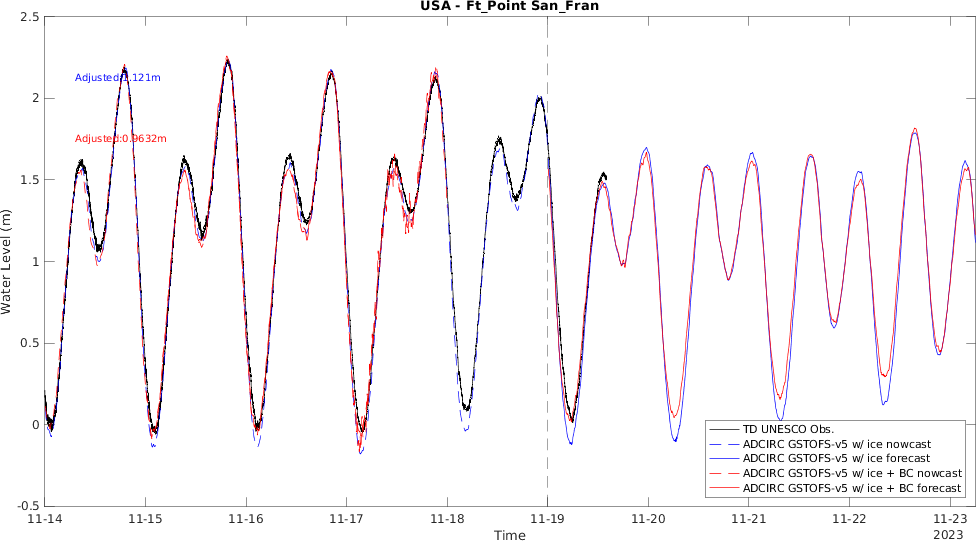 USA - Ft_Point San_Fran
Water Level (m)
2.5
2
1.5
1
0.5
0
-0.5
Adjusted:1.121m
Adjusted:0.9632m
TD UNESCO Obs.
ADCIRC GSTOFS-v5 w/ ice nowcast
ADCIRC GSTOFS-v5 w/ ice forecast
ADCIRC GSTOFS-v5 w/ ice + BC nowcast
ADCIRC GSTOFS-v5 w/ ice + BC forecast
11-14 11-15 11-16 11-17 11-18 11-19 11-20 11-21 11-22 11-23
Time
2023